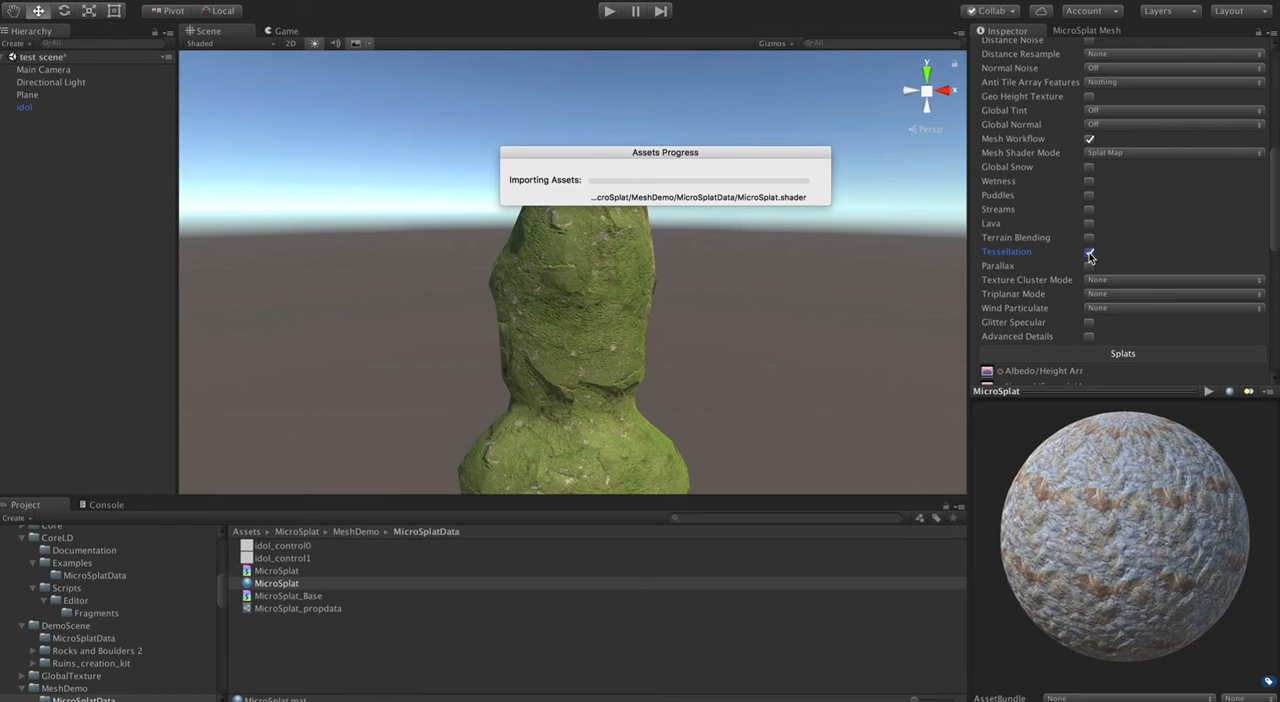 Pivot Local Collab Account Layers Layout
Hierarchy
Create All
test scene*
Main Camera
Directional Light
Plane
idol
Scene Game
Shaded 2D Gizmos All
y
x
Persp
Assets Progress
Importing Assets:
...croSplat/MeshDemo/MicroSplatData/MicroSplat.shader
Inspector MicroSplat Mesh
Distance Noise
Distance Resample None
Normal Noise Off
Anti Tile Array Features Nothing
Geo Height Texture
Global Tint Off
Global Normal Off
Mesh Workflow
Mesh Shader Mode Splat Map
Global Snow
Wetness
Puddles
Streams
Lava
Terrain Blending
Tessellation
Parallax
Texture Cluster Mode None
Triplanar Mode None
Wind Particulate None
Glitter Specular
Advanced Details
Splats
Albedo/Height Arr
MicroSplat
AssetBundle None None
Project Console
Create
Core
CoreLD
Documentation
Examples
MicroSplatData
Scripts
Editor
Fragments
DemoScene
MicroSplatData
Rocks and Boulders 2
Ruins_creation_kit
GlobalTexture
MeshDemo
MicroSplatData
Assets MicroSplat MeshDemo MicroSplatData
idol_control0
idol_control1
MicroSplat
MicroSplat
MicroSplat_Base
MicroSplat_propdata
MicroSplat.mat